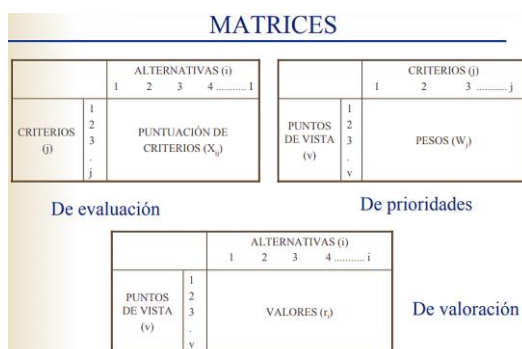 MATRICES
ALTERNATIVAS (i)
1 2 3 4 ........... I
CRITERIOS
(j)
1
2
3
.
j
PUNTUACIÓN DE
CRITERIOS (Xij)
De evaluación
CRITERIOS (j)
1 2 3 ........... j
PUNTOS
DE VISTA
(v)
1
2
3
.
v
PESOS (Wj)
De prioridades
ALTERNATIVAS (i)
1 2 3 4 ........... i
PUNTOS
DE VISTA
(v)
1
2
3
.
v
VALORES (ri)
De valoración